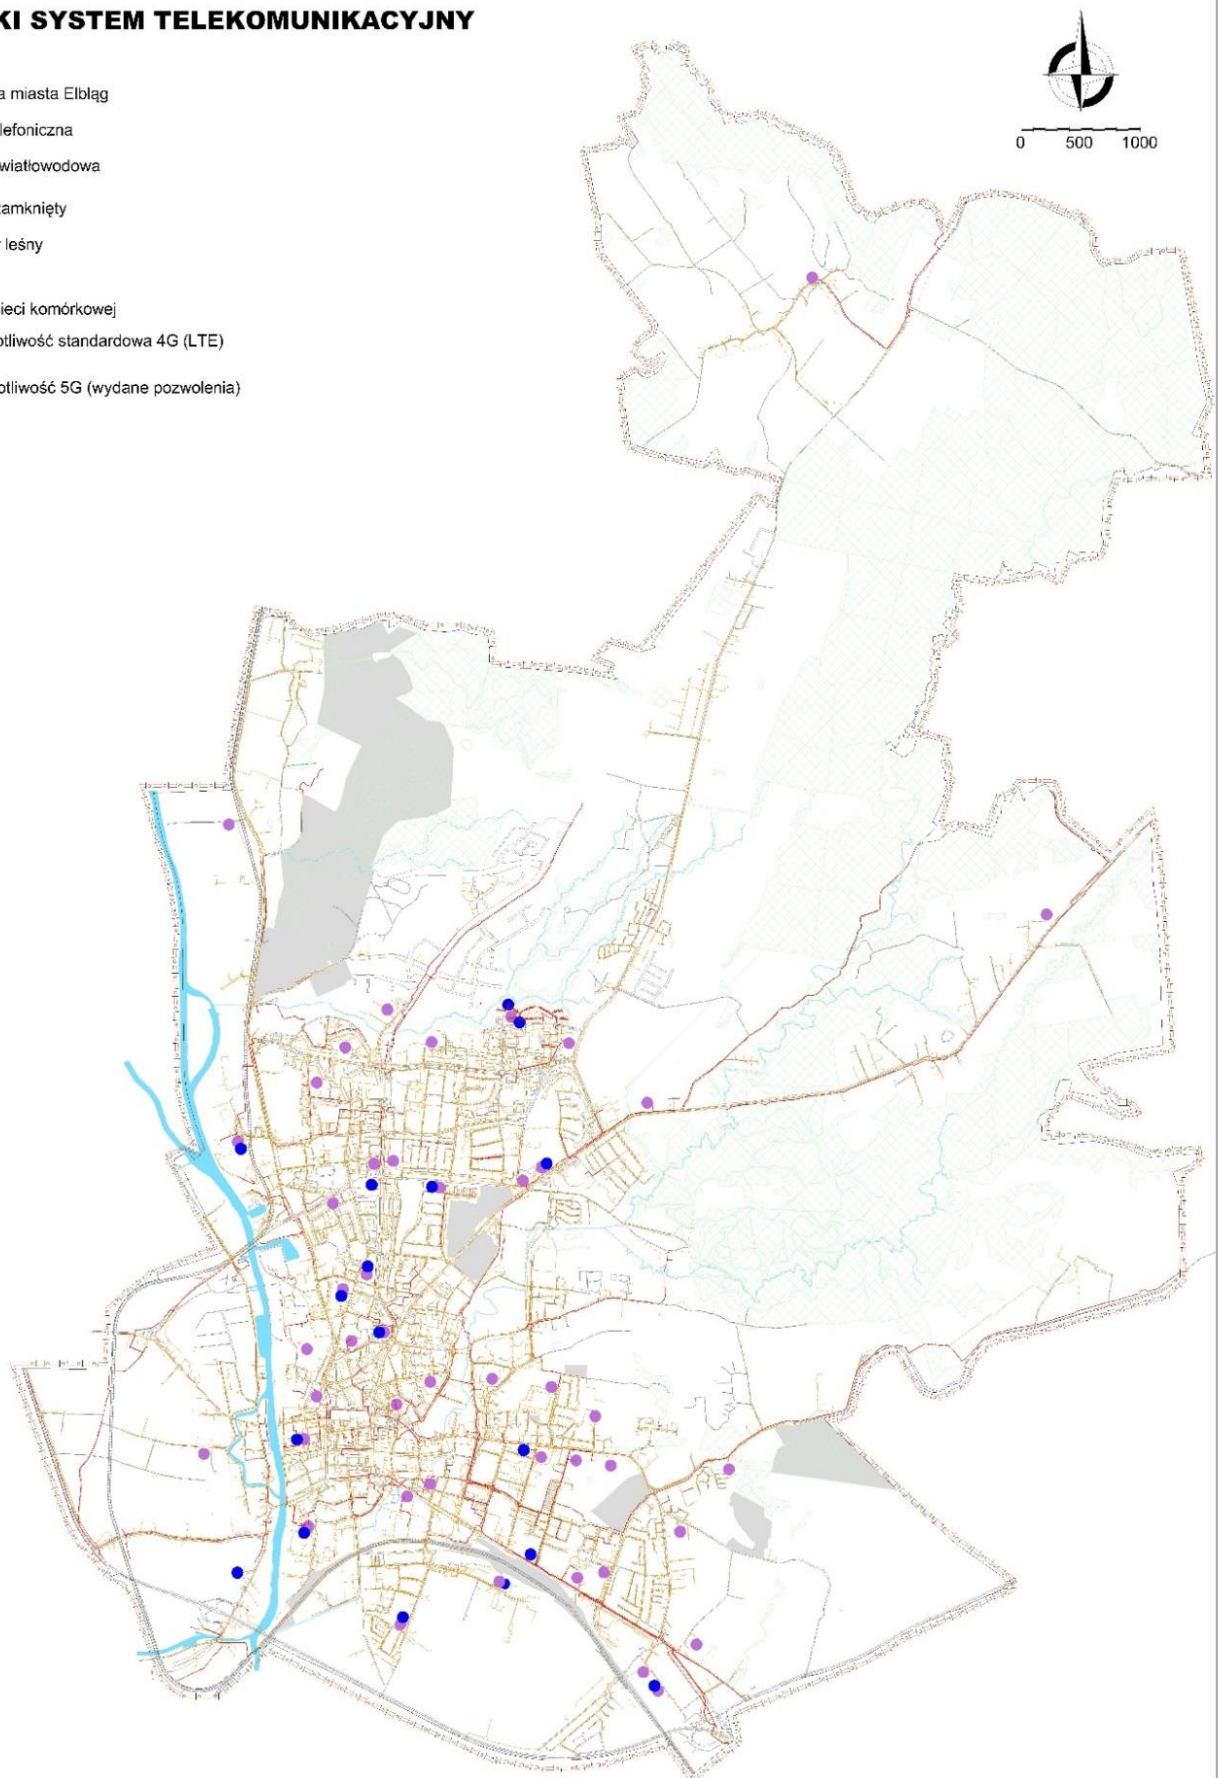 KI SYSTEM TELEKOMUNIKACYJNY
a miasta Elbląg
lefoniczna
wiatłowodowa
zamknięty
r leśny
ieci komórkowej
otliwość standardowa 4G (LTE)
otliwość 5G (wydane pozwolenia)
0 500 1000